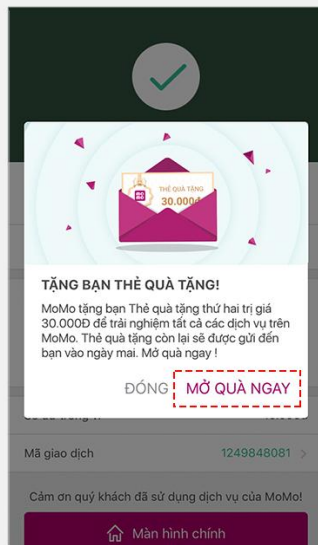 THẺ QUÀ TẶNG
30.000đ
TẶNG BẠN THẺ QUÀ TẶNG!
MoMo tặng bạn Thẻ quà tặng thứ hai trị giá
30.000Đ để trải nghiệm tất cả các dịch vụ trên
MoMo. Thẻ quà tặng còn lại sẽ được gửi đến
bạn vào ngày mai. Mở quà ngay !
ĐÓNG MỞ QUÀ NGAY
Mã giao dịch 1249848081
Cảm ơn quý khách đã sử dụng dịch vụ của MoMo!
Màn hình chính